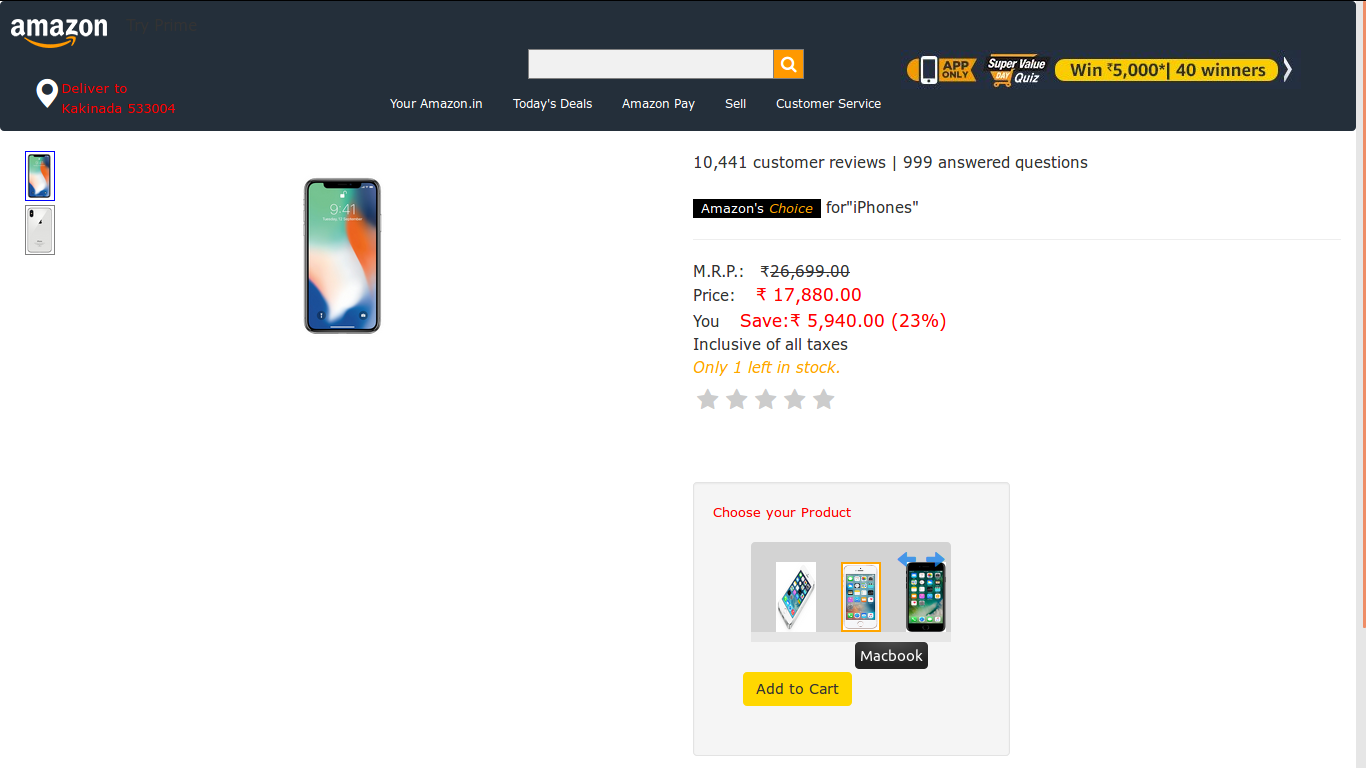 amazon
Try Prime
APP
ONLY
Super Value
DAY Quiz
Win ₹5,000*| 40 winners
Deliver to
Kakinada 533004
Your Amazon.in Today's Deals Amazon Pay Sell Customer Service
10,441 customer reviews | 999 answered questions
Amazon's Choice for"iPhones"
9:41
Tuesday 12 September
M.R.P.: ₹26,699.00
Price: ₹ 17,880.00
You Save:₹ 5,940.00 (23%)
Inclusive of all taxes
Only 1 left in stock.
Choose your Product
Macbook
Add to Cart